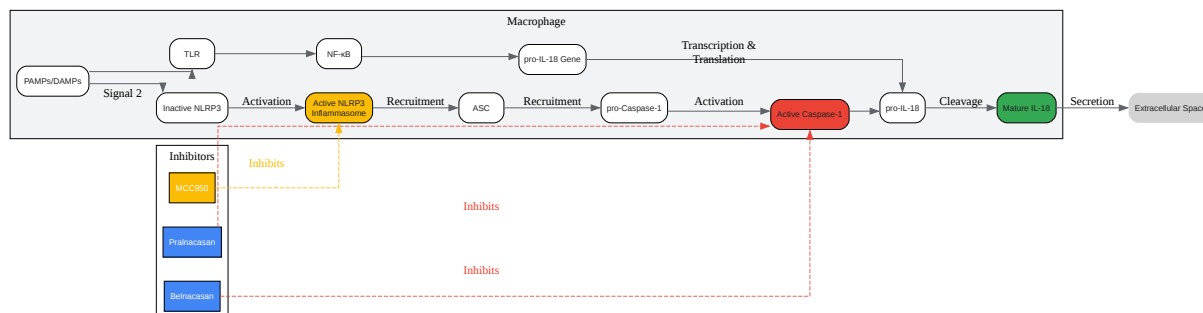 Macrophage
TLR
NF-κB
pro-IL-18 Gene
Transcription &
Translation
PAMPs/DAMPs
Signal 2
Inactive NLRP3
Activation
Active NLRP3
Inflammasome
Recruitment
ASC
Recruitment
pro-Caspase-1
Activation
Active Caspase-1
pro-IL-18
Cleavage
Mature IL-18
Secretion
Extracellular Space
Inhibitors
Inhibits
MCC950
Inhibits
Pralnacasan
Inhibits
Belnacasan